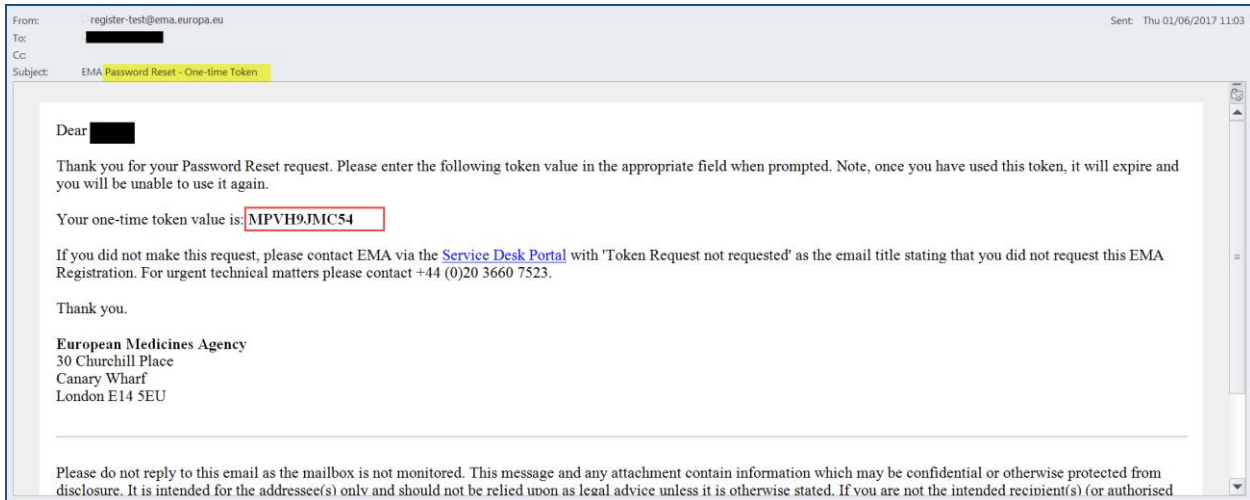 From: register-test@ema.europa.eu Sent: Thu 01/06/2017 11:03
To:
Cc:
Subject: EMA Password Reset - One-time Token
Dear
Thank you for your Password Reset request. Please enter the following token value in the appropriate field when prompted. Note, once you have used this token, it will expire and
you will be unable to use it again.
Your one-time token value is: MPVH9JMC54
If you did not make this request, please contact EMA via the Service Desk Portal with 'Token Request not requested' as the email title stating that you did not request this EMA
Registration. For urgent technical matters please contact +44 (0)20 3660 7523.
Thank you.
European Medicines Agency
30 Churchill Place
Canary Wharf
London E14 5EU
Please do not reply to this email as the mailbox is not monitored. This message and any attachment contain information which may be confidential or otherwise protected from
disclosure. It is intended for the addressee(s) only and should not be relied upon as legal advice unless it is otherwise stated. If you are not the intended recipient(s) (or authorised